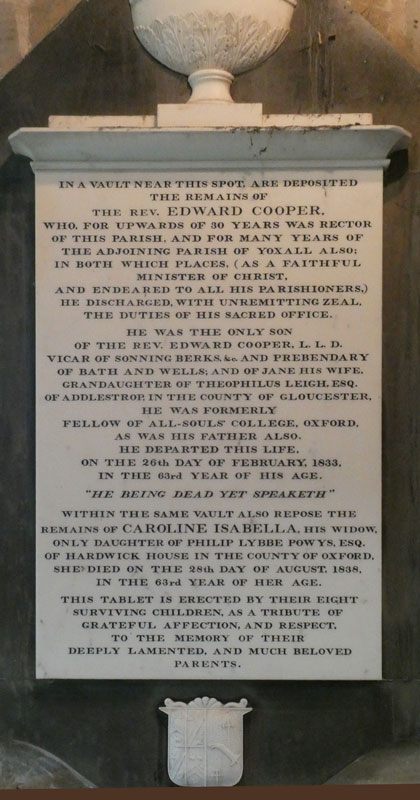 IN A VAULT NEAR THIS SPOT, ARE DEPOSITED
THE REMAINS OF
THE REV. EDWARD COOPER,
WHO, FOR UPWARDS OF 30 YEARS WAS RECTOR
OF THIS PARISH, AND FOR MANY YEARS OF
THE ADJOINING PARISH OF YOXALL ALSO;
IN BOTH WHICH PLACES, (AS A FAITHFUL
MINISTER OF CHRIST,
AND ENDEARED TO ALL HIS PARISHIONERS,)
HE DISCHARGED, WITH UNREMITTING ZEAL,
THE DUTIES OF HIS SACRED OFFICE.
HE WAS THE ONLY SON
OF THE REV. EDWARD COOPER, L. L. D.
VICAR OF SONNING BERKS, &c. AND PREBENDARY
OF BATH AND WELLS; AND OF JANE HIS WIFE,
GRANDAUGHTER OF THEOPHILUS LEIGH, ESQ.
OF ADDLESTROP, IN THE COUNTY OF GLOUCESTER,
HE WAS FORMERLY
FELLOW OF ALL-SOULS' COLLEGE, OXFORD,
AS WAS HIS FATHER ALSO.
HE DEPARTED THIS LIFE,
ON THE 26th DAY OF FEBRUARY, 1833,
IN THE 63rd YEAR OF HIS AGE.
"HE BEING DEAD YET SPEAKETH"
WITHIN THE SAME VAULT ALSO REPOSE THE
REMAINS OF CAROLINE ISABELLA, HIS WIDOW,
ONLY DAUGHTER OF PHILIP LYBBE POWYS, ESQ.
OF HARDWICK HOUSE IN THE COUNTY OF OXFORD,
SHE DIED ON THE 28th DAY OF AUGUST, 1838,
IN THE 63rd YEAR OF HER AGE.
THIS TABLET IS ERECTED BY THEIR EIGHT
SURVIVING CHILDREN, AS A TRIBUTE OF
GRATEFUL AFFECTION, AND RESPECT,
TO THE MEMORY OF THEIR
DEEPLY LAMENTED, AND MUCH BELOVED
PARENTS.